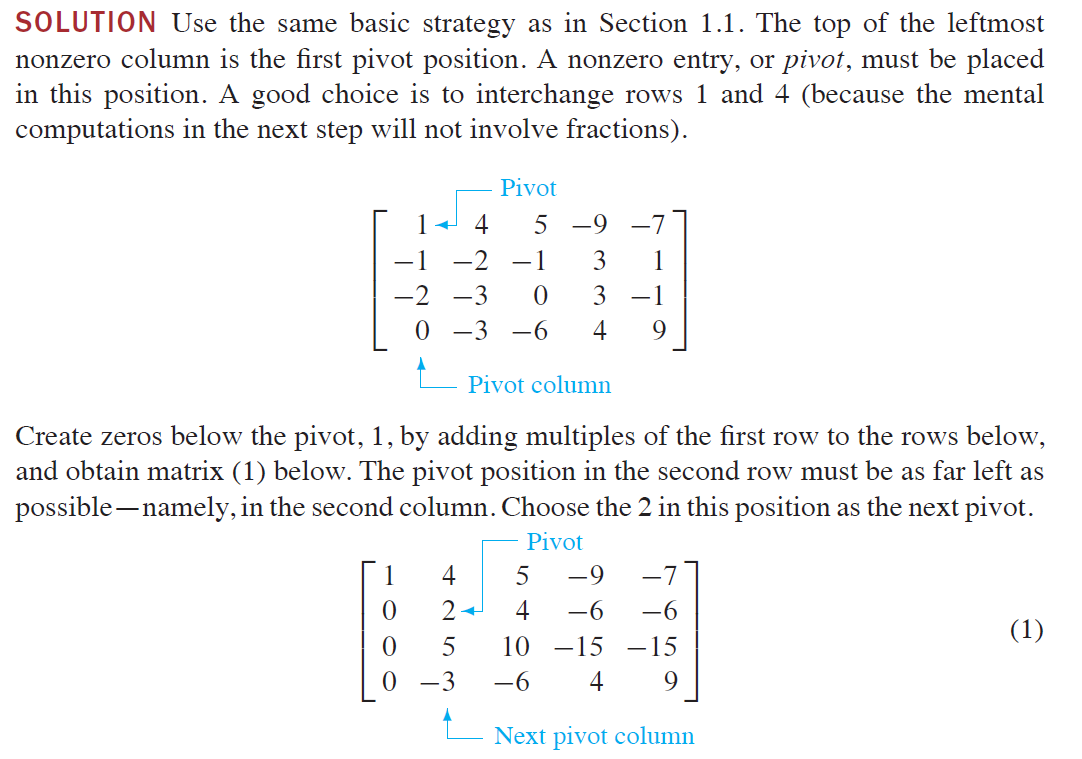 SOLUTION Use the same basic strategy as in Section 1.1. The top of the leftmost
nonzero column is the first pivot position. A nonzero entry, or pivot, must be placed
in this position. A good choice is to interchange rows 1 and 4 (because the mental
computations in the next step will not involve fractions).
Pivot
1 4 5 −9 −7
−1 −2 −1 3 1
−2 −3 0 3 −1
0 −3 −6 4 9
Pivot column
Create zeros below the pivot, 1, by adding multiples of the first row to the rows below,
and obtain matrix (1) below. The pivot position in the second row must be as far left as
possible—namely, in the second column. Choose the 2 in this position as the next pivot.
Pivot
1 4 5 −9 −7
0 2 4 −6 −6
0 5 10 −15 −15
0 −3 −6 4 9
(1)
Next pivot column